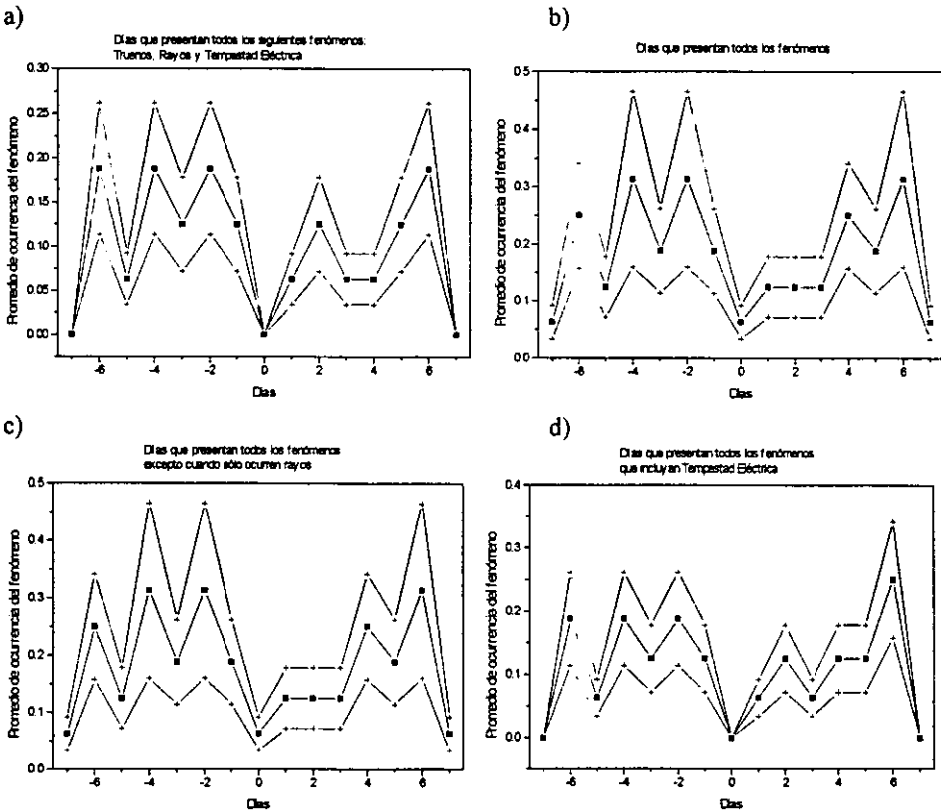 a)
Días que presentan todos los siguientes fenómenos:
Truenos, Rayos y Tempestad Eléctrica
Promedio de ocurrencia del fenómeno
0.30
0.25
0.20
0.15
0.10
0.05
0.00
-6
-4
-2
0
2
4
6
Días
b)
Días que presentan todos los fenómenos
Promedio de ocurrencia del fenómeno
0.5
0.4
0.3
0.2
0.1
0.0
-6
-4
-2
0
2
4
6
Días
c)
Días que presentan todos los fenómenos
excepto cuando sólo ocurren rayos
Promedio de ocurrencia del fenómeno
0.5
0.4
0.3
0.2
0.1
0.0
-6
-4
-2
0
2
4
6
Días
d)
Días que presentan todos los fenómenos
que incluyan Tempestad Eléctrica
Promedio de ocurrencia del fenómeno
0.4
0.3
0.2
0.1
0.0
-6
-4
-2
0
2
4
6
Días